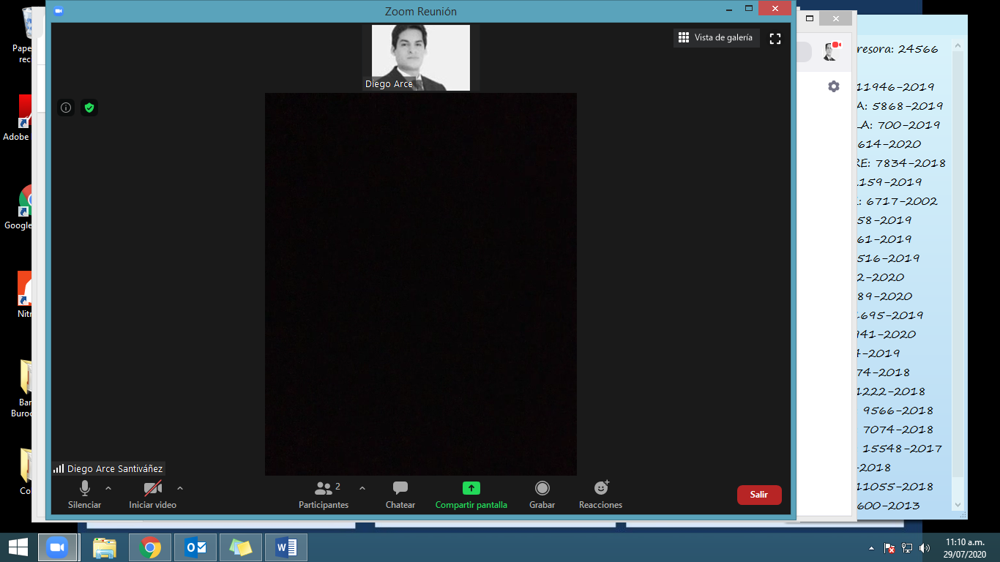 Zoom Reunión
Vista de galería
Diego Arce
Diego Arce Santiváñez
Silenciar
Iniciar video
2
Participantes
Chatear
Compartir pantalla
Grabar
Reacciones
Salir
Pape
rec
Adobe
Google
Nitr
Bar
Buroc
Co
resora: 24566
11946-2019
A: 5868-2019
LA: 700-2019
614-2020
RE: 7834-2018
159-2019
: 6717-2002
58-2019
61-2019
516-2019
2-2020
89-2020
695-2019
941-2020
-2019
74-2018
1222-2018
9566-2018
7074-2018
15548-2017
-2018
11055-2018
600-2013
11:10 a.m.
29/07/2020